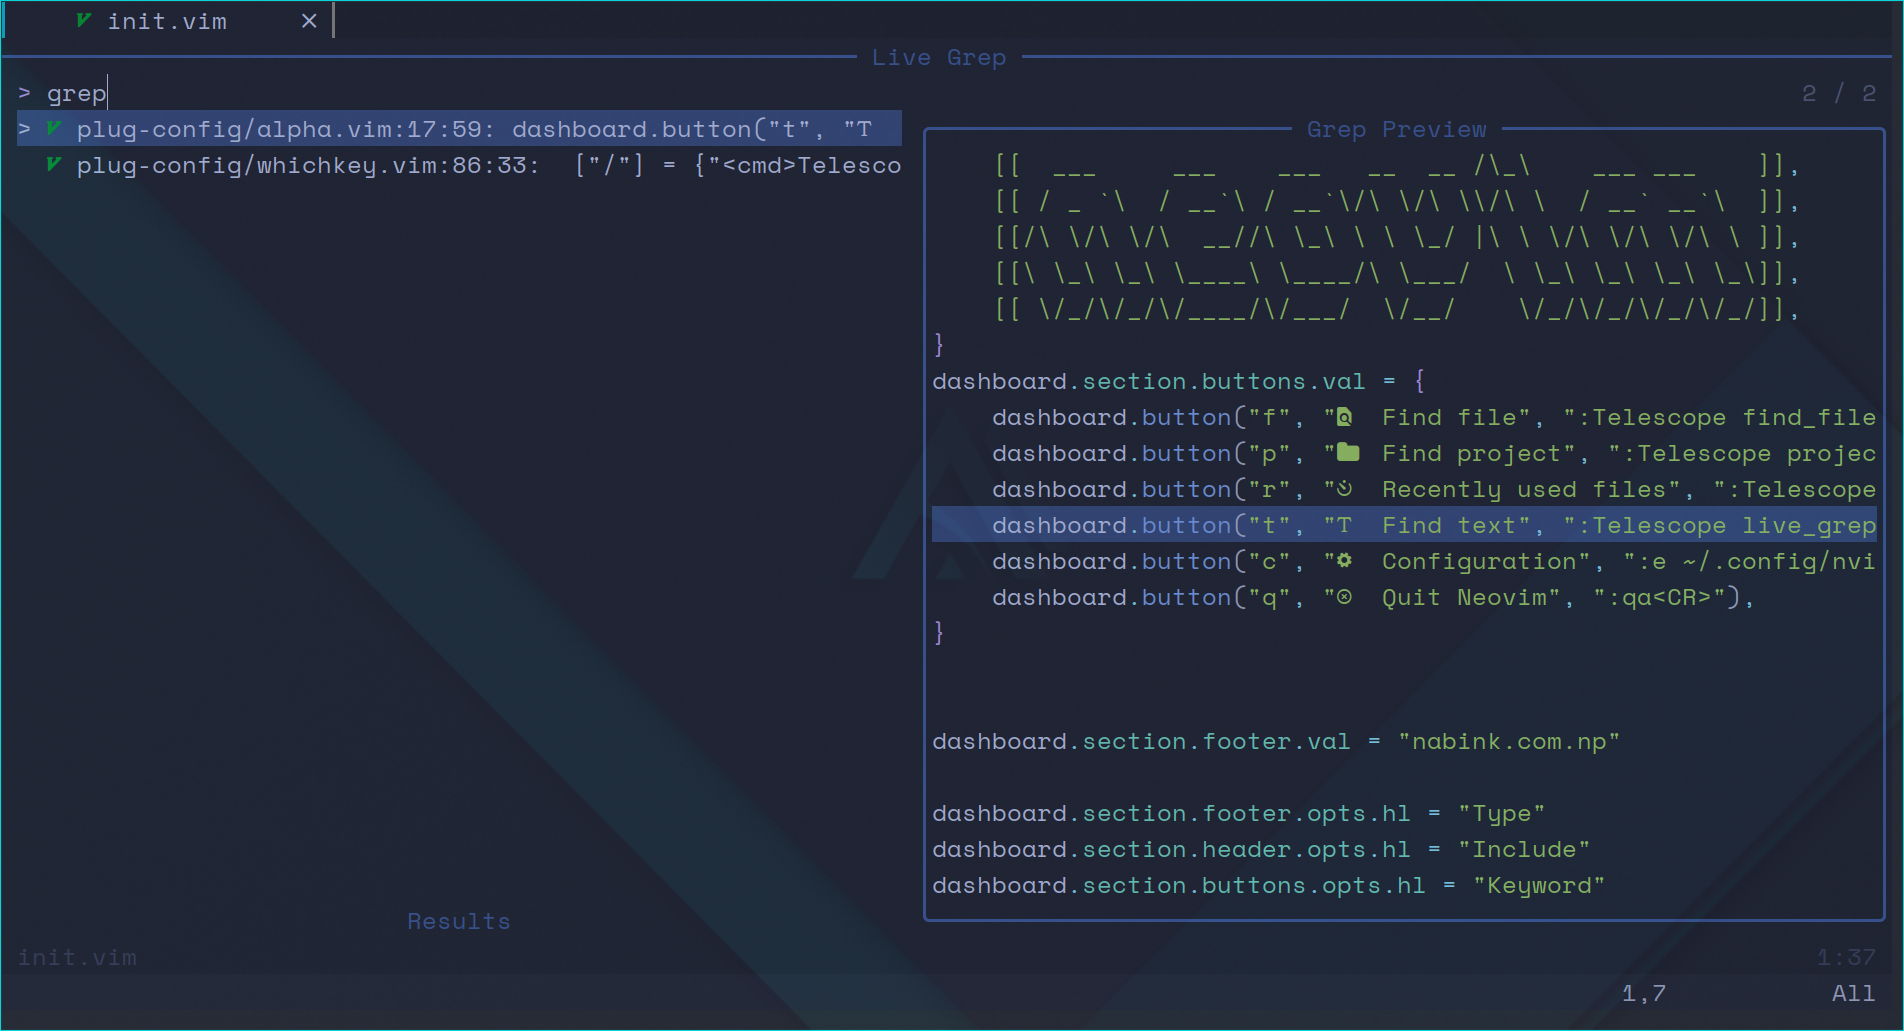 init.vim ×
Live Grep
> grep
2 / 2
> plug-config/alpha.vim:17:59: dashboard.button("t", "T
plug-config/whichkey.vim:86:33:  ["/"] = {"<cmd>Telesco
Results
Grep Preview
    [[  ___     ___    ___   __  __ /\_\    ___ ___    ]],
    [[ / _ `\  / __`\ / __`\/\ \/\ \\/\ \  / __` __`\  ]],
    [[/\ \/\ \/\  __//\ \_\ \ \ \_/ |\ \ \/\ \/\ \/\ \ ]],
    [[\ \_\ \_\ \____\ \____/\ \___/  \ \_\ \_\ \_\ \_\]],
    [[ \/_/\/_/\/____/\/___/  \/__/    \/_/\/_/\/_/\/_/]],
}
dashboard.section.buttons.val = {
    dashboard.button("f", "  Find file", ":Telescope find_file
    dashboard.button("p", "  Find project", ":Telescope projec
    dashboard.button("r", "  Recently used files", ":Telescope
    dashboard.button("t", "T  Find text", ":Telescope live_grep
    dashboard.button("c", "  Configuration", ":e ~/.config/nvi
    dashboard.button("q", "  Quit Neovim", ":qa<CR>"),
}
dashboard.section.footer.val = "nabink.com.np"
dashboard.section.footer.opts.hl = "Type"
dashboard.section.header.opts.hl = "Include"
dashboard.section.buttons.opts.hl = "Keyword"
init.vim
1:37
1,7
All